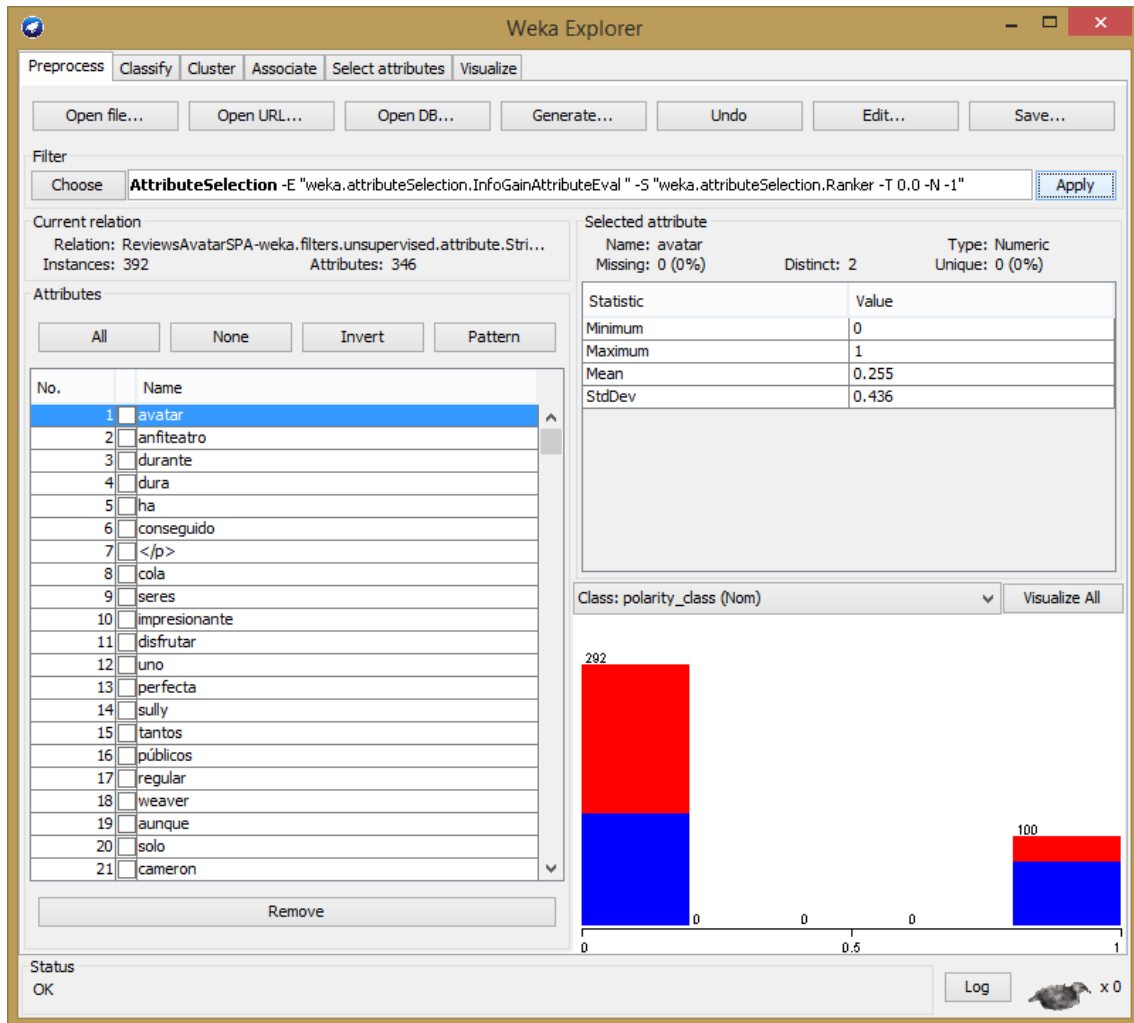 Weka Explorer
Preprocess Classify Cluster Associate Select attributes Visualize
Open file... Open URL... Open DB... Generate... Undo Edit... Save...
Filter
Choose AttributeSelection -E "weka.attributeSelection.InfoGainAttributeEval " -S "weka.attributeSelection.Ranker -T 0.0 -N -1" Apply
Current relation
Relation: ReviewsAvatarSPA-weka.filters.unsupervised.attribute.Stri...
Instances: 392 Attributes: 346
Attributes
All None Invert Pattern
No. Name
1 avatar
2 anfiteatro
3 durante
4 dura
5 ha
6 conseguido
7 </p>
8 cola
9 seres
10 impresionante
11 disfrutar
12 uno
13 perfecta
14 sully
15 tantos
16 públicos
17 regular
18 weaver
19 aunque
20 solo
21 cameron
Remove
Selected attribute
Name: avatar Type: Numeric
Missing: 0 (0%) Distinct: 2 Unique: 0 (0%)
Statistic Value
Minimum 0
Maximum 1
Mean 0.255
StdDev 0.436
Class: polarity_class (Nom) Visualize All
292
100
0 0 0
0 0.5 1
Status
OK
Log x 0